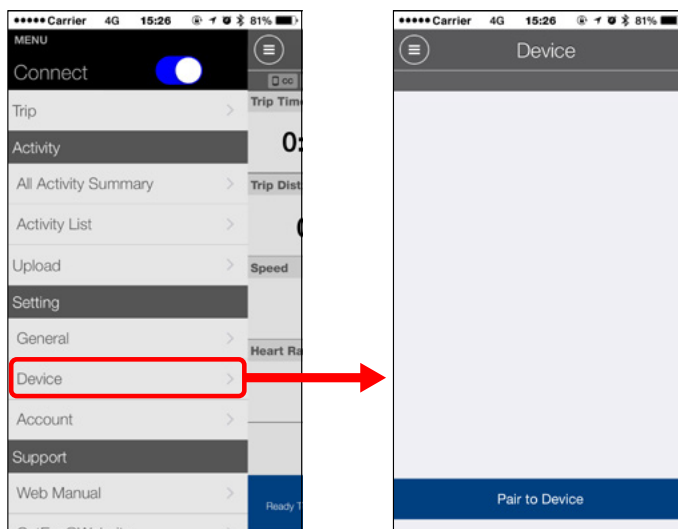 Carrier 4G 15:26 81%
MENU
Connect
Trip
Activity
All Activity Summary
Activity List
Upload
Setting
General
Device
Account
Support
Web Manual
CC
Trip Tim
0:
Trip Dist
Speed
Heart Ra
Ready T
Carrier 4G 15:26 81%
Device
Pair to Device